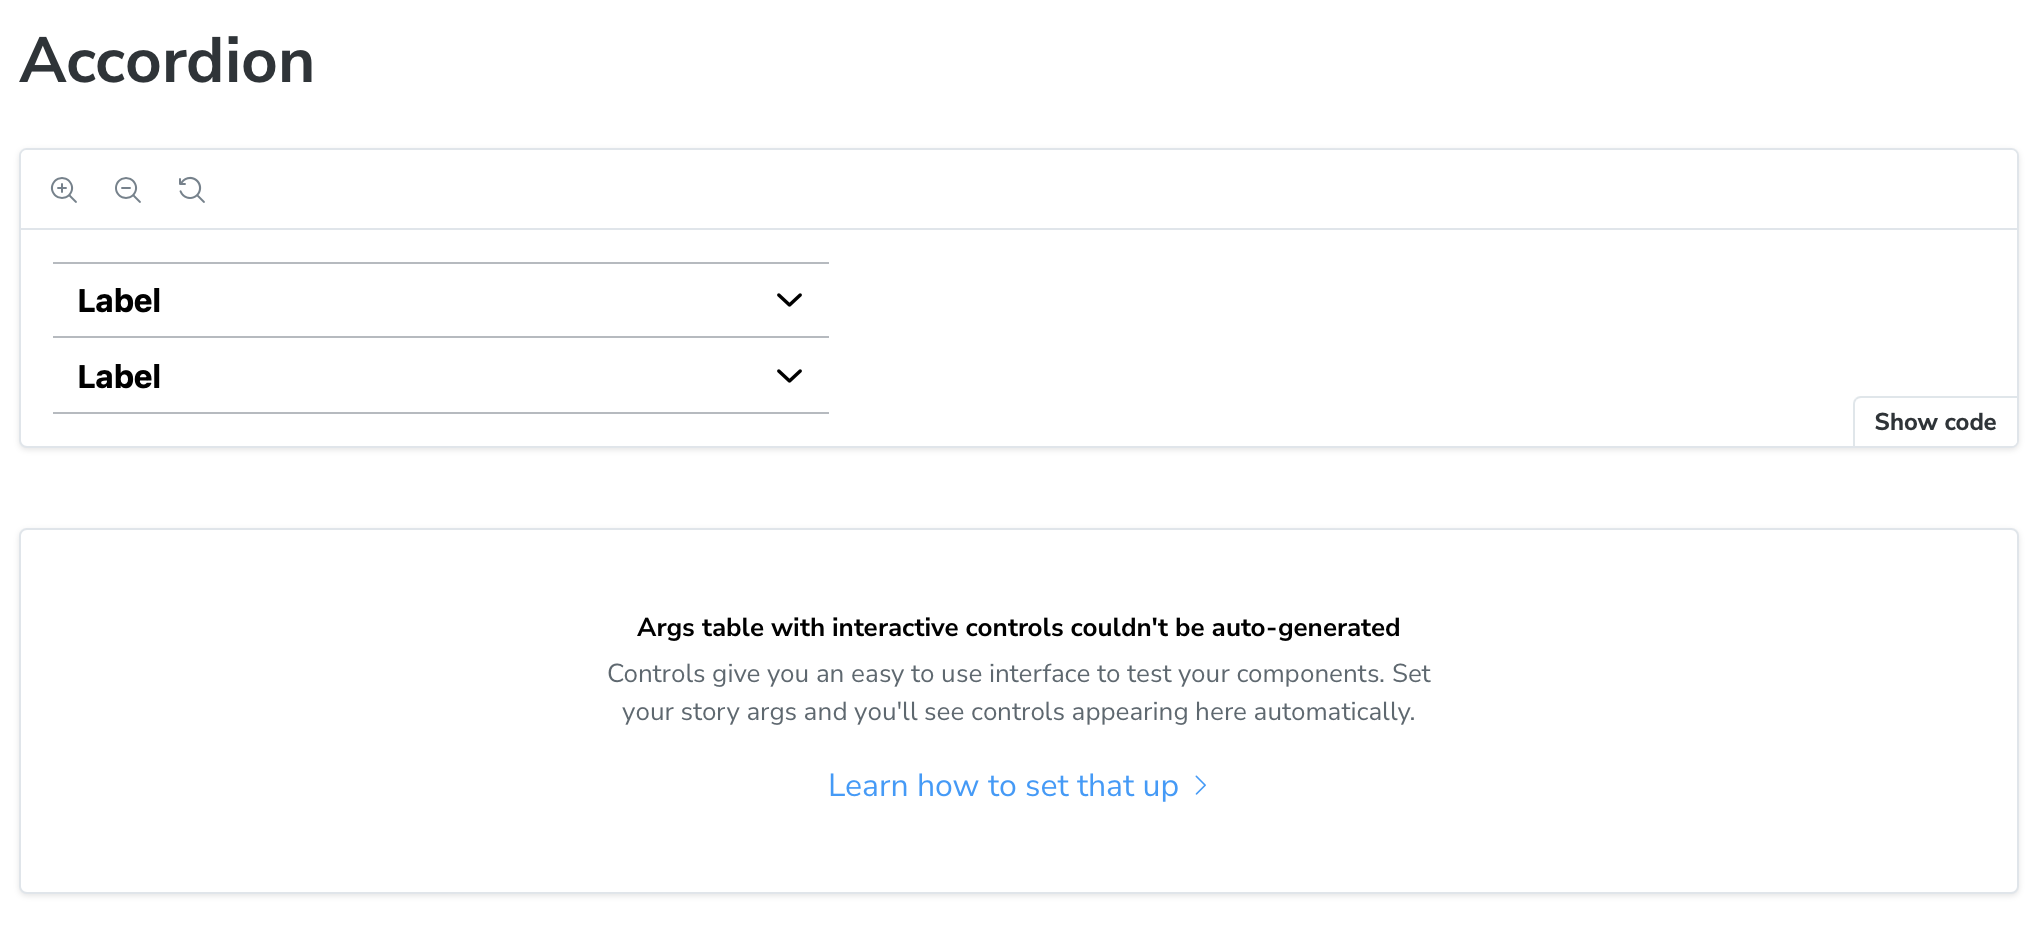 Accordion
Label
Label
Show code
Args table with interactive controls couldn't be auto-generated
Controls give you an easy to use interface to test your components. Set
your story args and you'll see controls appearing here automatically.
Learn how to set that up